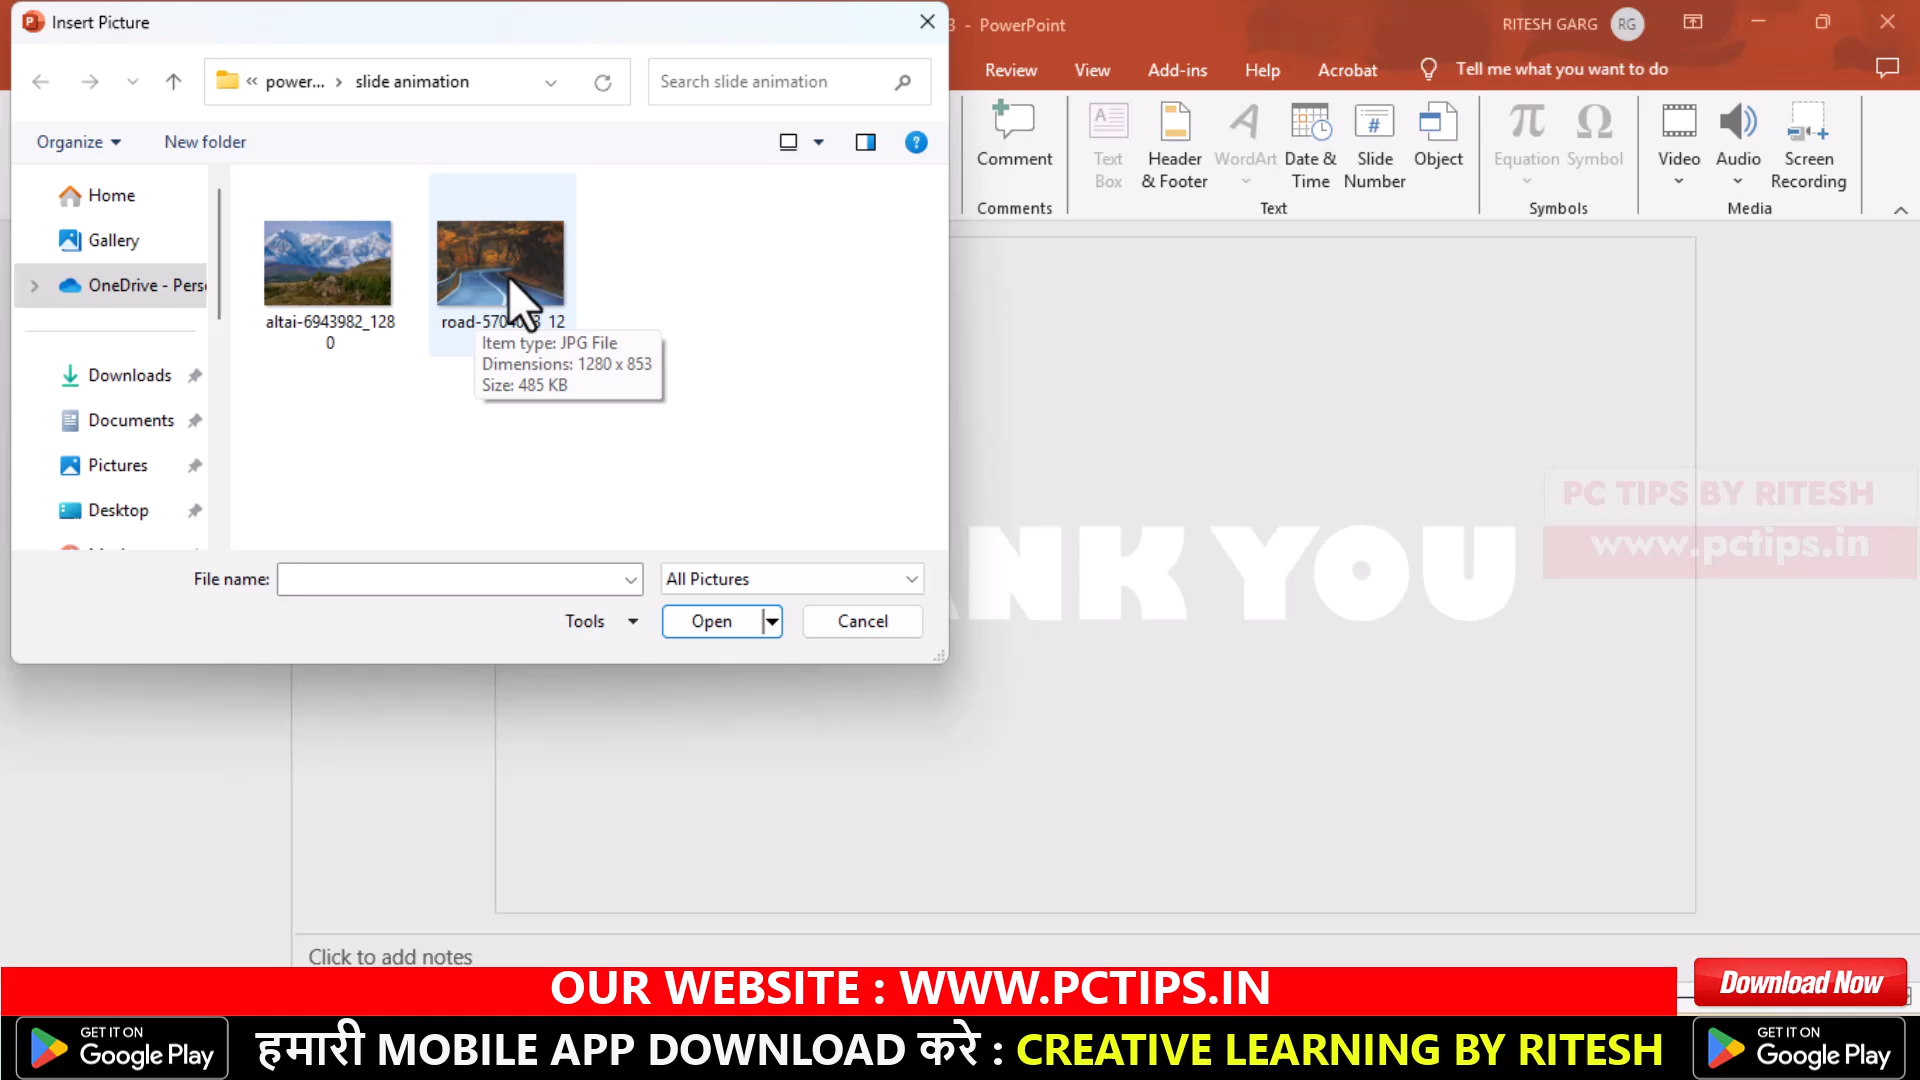 Insert Picture
3 - PowerPoint
RITESH GARG
RG
« power... › slide animation
Search slide animation
Review
View
Add-ins
Help
Acrobat
Tell me what you want to do
Organize
New folder
Comment
Text Box
Header & Footer
WordArt
Date & Time
Slide Number
Object
Equation
Symbol
Video
Audio
Screen Recording
Comments
Text
Symbols
Media
Home
Gallery
OneDrive - Pers
Downloads
Documents
Pictures
Desktop
altai-6943982_128
0
12
Item type: JPG File
Dimensions: 1280 x 853
Size: 485 KB
File name:
All Pictures
Tools
Open
Cancel
NK YOU
PC TIPS BY RITESH
www.pctips.in
Click to add notes
OUR WEBSITE : WWW.PCTIPS.IN
Download Now
GET IT ON
Google Play
हमारी MOBILE APP DOWNLOAD करे : CREATIVE LEARNING BY RITESH
GET IT ON
Google Play